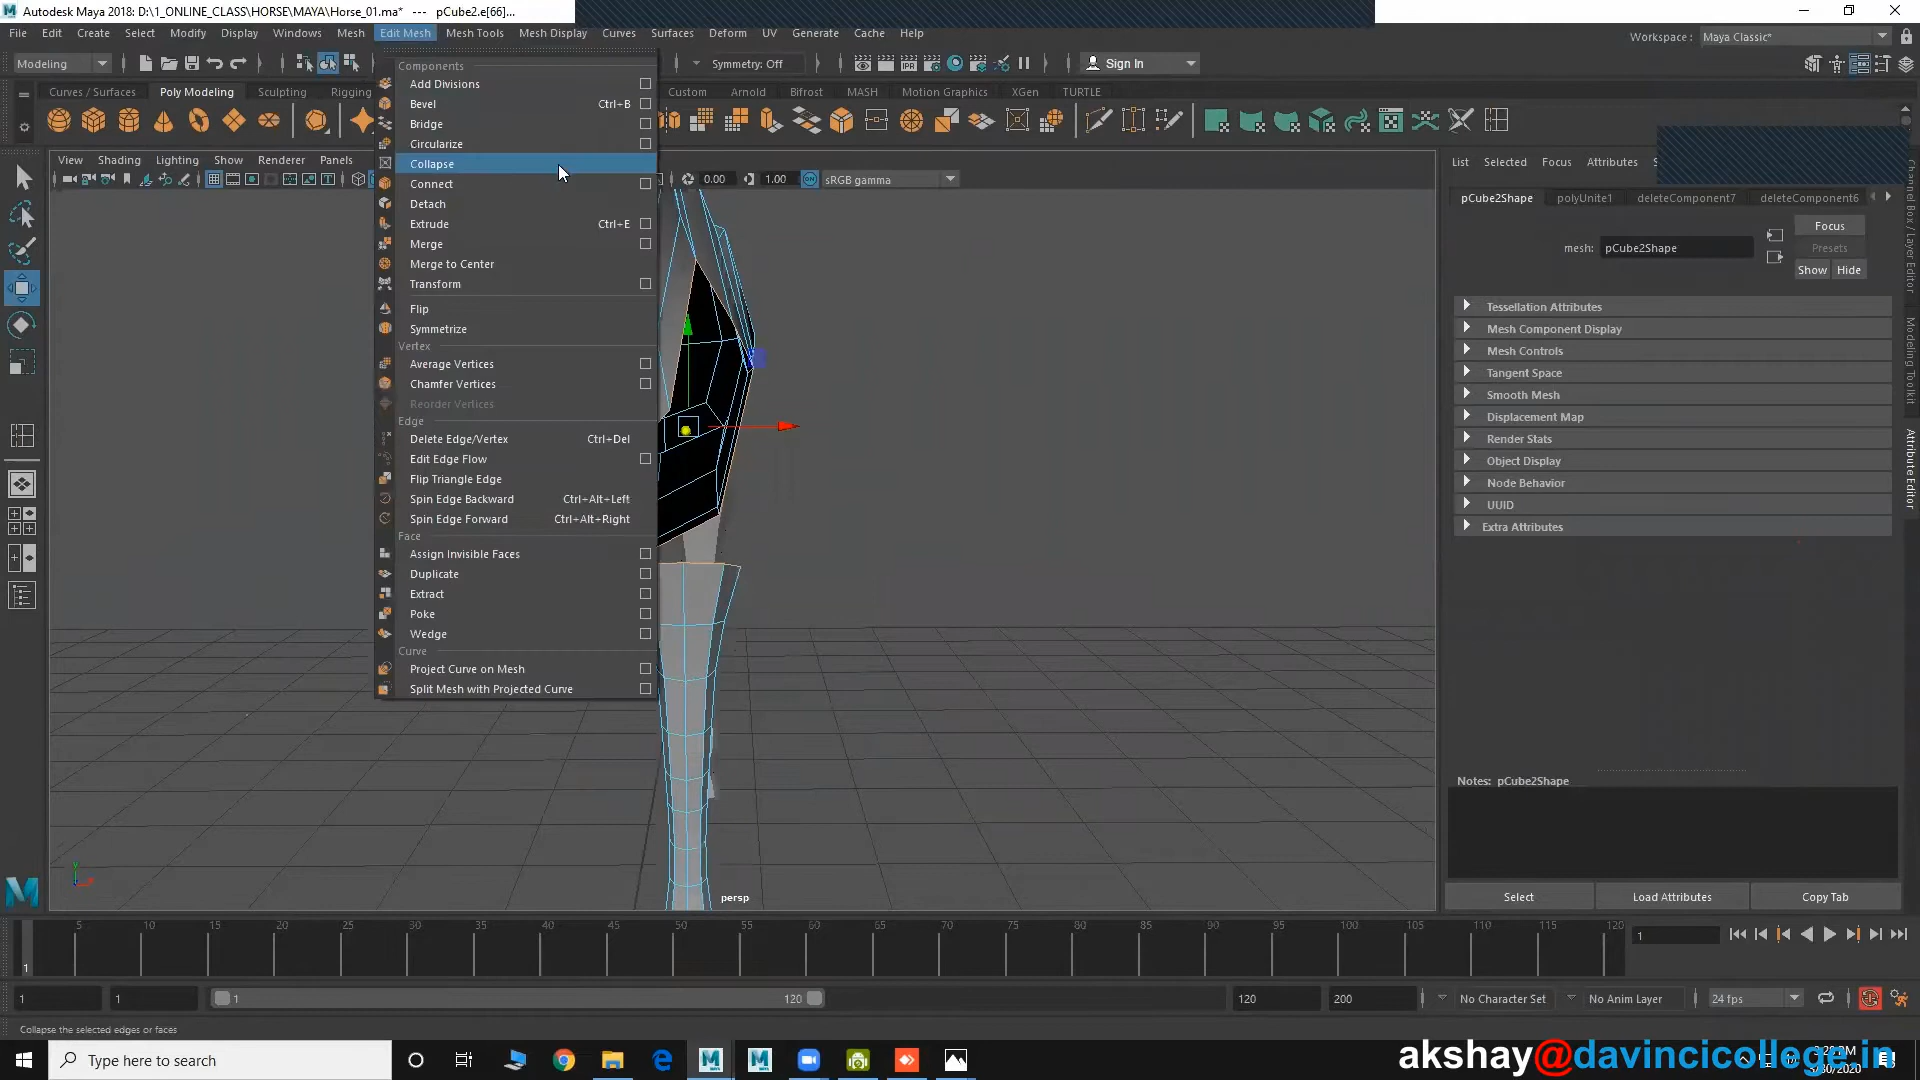 Autodesk Maya 2018: D:\1_ONLINE_CLASS\HORSE\MAYA\Horse_01.ma* --- pCube2.e[66]...
File Edit Create Select Modify Display Windows Mesh Edit Mesh Mesh Tools Mesh Display Curves Surfaces Deform UV Generate Cache Help
Workspace : Maya Classic*
Modeling
Symmetry: Off
Sign In
Curves / Surfaces Poly Modeling Sculpting Rigging
Custom Arnold Bifrost MASH Motion Graphics XGen TURTLE
View Shading Lighting Show Renderer Panels
0.00 1.00 sRGB gamma
Components
Add Divisions
Bevel Ctrl+B
Bridge
Circularize
Collapse
Connect
Detach
Extrude Ctrl+E
Merge
Merge to Center
Transform
Flip
Symmetrize
Vertex
Average Vertices
Chamfer Vertices
Reorder Vertices
Edge
Delete Edge/Vertex Ctrl+Del
Edit Edge Flow
Flip Triangle Edge
Spin Edge Backward Ctrl+Alt+Left
Spin Edge Forward Ctrl+Alt+Right
Face
Assign Invisible Faces
Duplicate
Extract
Poke
Wedge
Curve
Project Curve on Mesh
Split Mesh with Projected Curve
persp
List Selected Focus Attributes
pCube2Shape polyUnite1 deleteComponent7 deleteComponent6
Focus
mesh: pCube2Shape
Presets
Show Hide
Tessellation Attributes
Mesh Component Display
Mesh Controls
Tangent Space
Smooth Mesh
Displacement Map
Render Stats
Object Display
Node Behavior
UUID
Extra Attributes
Notes: pCube2Shape
Select Load Attributes Copy Tab
Channel Box / Layer Editor
Modeling Toolkit
Attribute Editor
5 10 15 20 25 30 35 40 45 50 55 60 65 70 75 80 85 90 95 100 105 110 115 120
1
1
1 1 1 120 120 200 No Character Set No Anim Layer 24 fps
Collapse the selected edges or faces
Type here to search
akshay@davincicollege.in